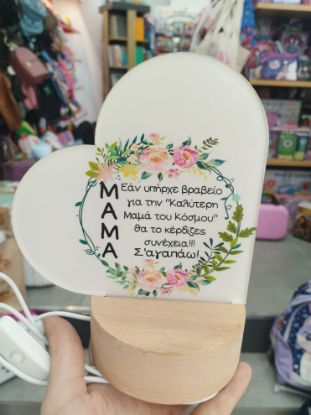 ΜΑΜΑ
Εάν υπήρχε βραβείο
για την "Καλύτερη
Μαμά του Κόσμου"
θα το κέρδιζες
συνέχεια!!!
Σ'αγαπάω!